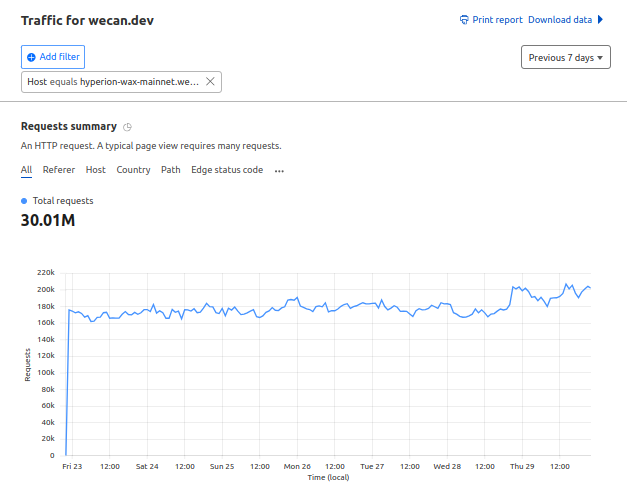 Traffic for wecan.dev
Print report Download data
Add filter
Previous 7 days
Host equals hyperion-wax-mainnet.we...
Requests summary
An HTTP request. A typical page view requires many requests.
All Referer Host Country Path Edge status code ...
Total requests
30.01M
220k
200k
180k
160k
140k
120k
100k
80k
60k
40k
20k
0
Requests
Fri 23 12:00 Sat 24 12:00 Sun 25 12:00 Mon 26 12:00 Tue 27 12:00 Wed 28 12:00 Thu 29 12:00
Time (local)